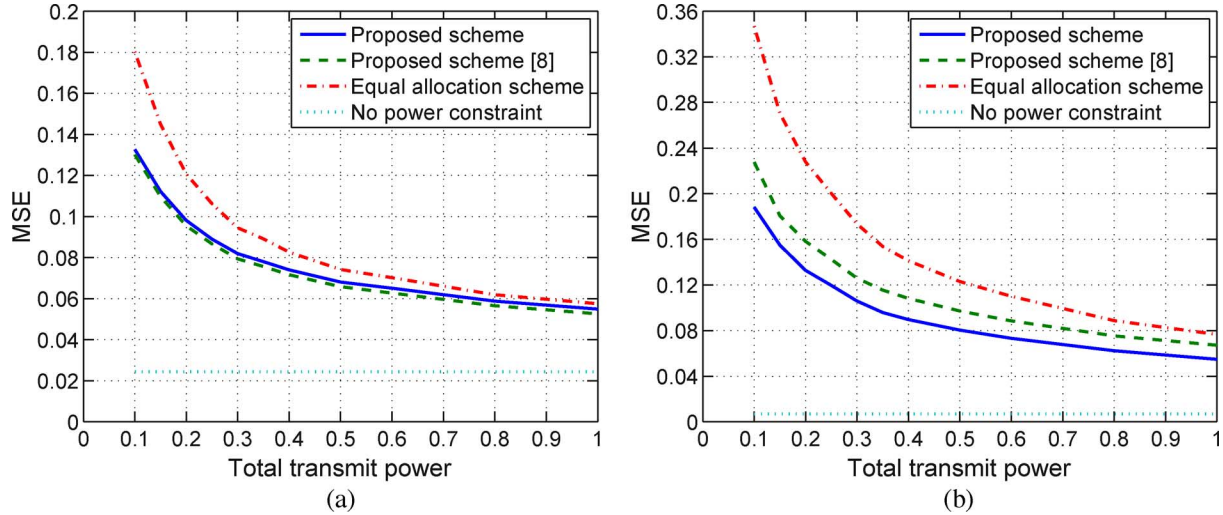 0.2
0.18
0.16
0.14
0.12
0.1
0.08
0.06
0.04
0.02
0
MSE
Proposed scheme
Proposed scheme [8]
Equal allocation scheme
No power constraint
0 0.1 0.2 0.3 0.4 0.5 0.6 0.7 0.8 0.9 1
Total transmit power
(a)
0.36
0.32
0.28
0.24
0.2
0.16
0.12
0.08
0.04
0
MSE
Proposed scheme
Proposed scheme [8]
Equal allocation scheme
No power constraint
0 0.1 0.2 0.3 0.4 0.5 0.6 0.7 0.8 0.9 1
Total transmit power
(b)